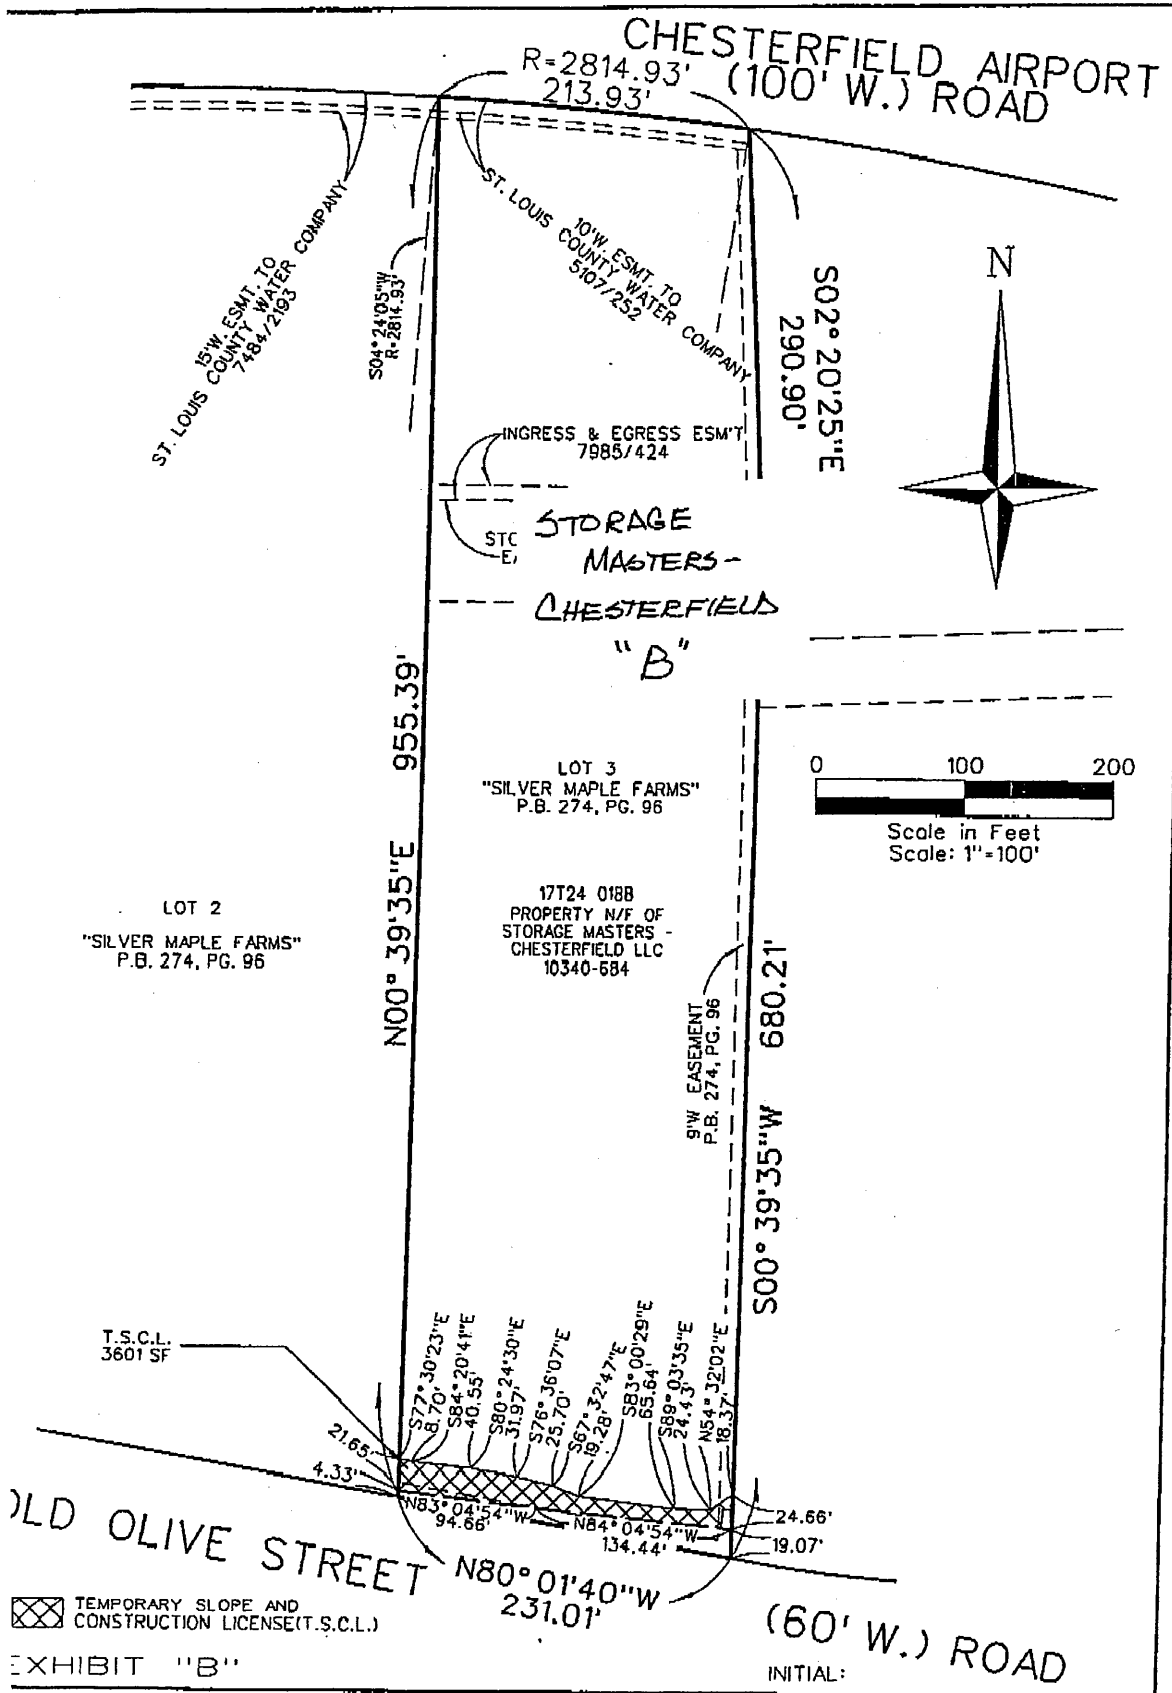 CHESTERFIELD AIRPORT
(100' W.) ROAD
R=2814.93'
213.93'
15'W. ESMT. TO
ST. LOUIS COUNTY WATER COMPANY
7484/2193
S04°24'05"W
R=2814.93'
10'W. ESMT. TO
ST. LOUIS COUNTY WATER COMPANY
5107/252
S02°20'25"E
290.90'
N
INGRESS & EGRESS ESM'T
7985/424
STORAGE
MASTERS-
CHESTERFIELD
"B"
N00°39'35"E 955.39'
LOT 3
"SILVER MAPLE FARMS"
P.B. 274, PG. 96
0 100 200
Scale in Feet
Scale: 1"=100'
LOT 2
"SILVER MAPLE FARMS"
P.B. 274, PG. 96
17T24 018B
PROPERTY N/F OF
STORAGE MASTERS -
CHESTERFIELD LLC
10340-684
9'W EASEMENT
P.B. 274, PG. 96
S00°39'35"W 680.21'
T.S.C.L.
3601 SF
S77°30'23"E
8.70'
S84°20'41"E
40.55'
S80°24'30"E
31.97'
S76°36'07"E
25.70'
S67°32'47"E
19.28'
S83°00'29"E
65.64'
S89°03'35"E
24.43'
N54°32'02"E
18.37'
21.65'
4.33'
N83°04'54"W
94.66'
N84°04'54"W
134.44'
24.66'
19.07'
OLD OLIVE STREET
N80°01'40"W
231.01'
(60' W.) ROAD
TEMPORARY SLOPE AND
CONSTRUCTION LICENSE(T.S.C.L.)
EXHIBIT "B"
INITIAL: